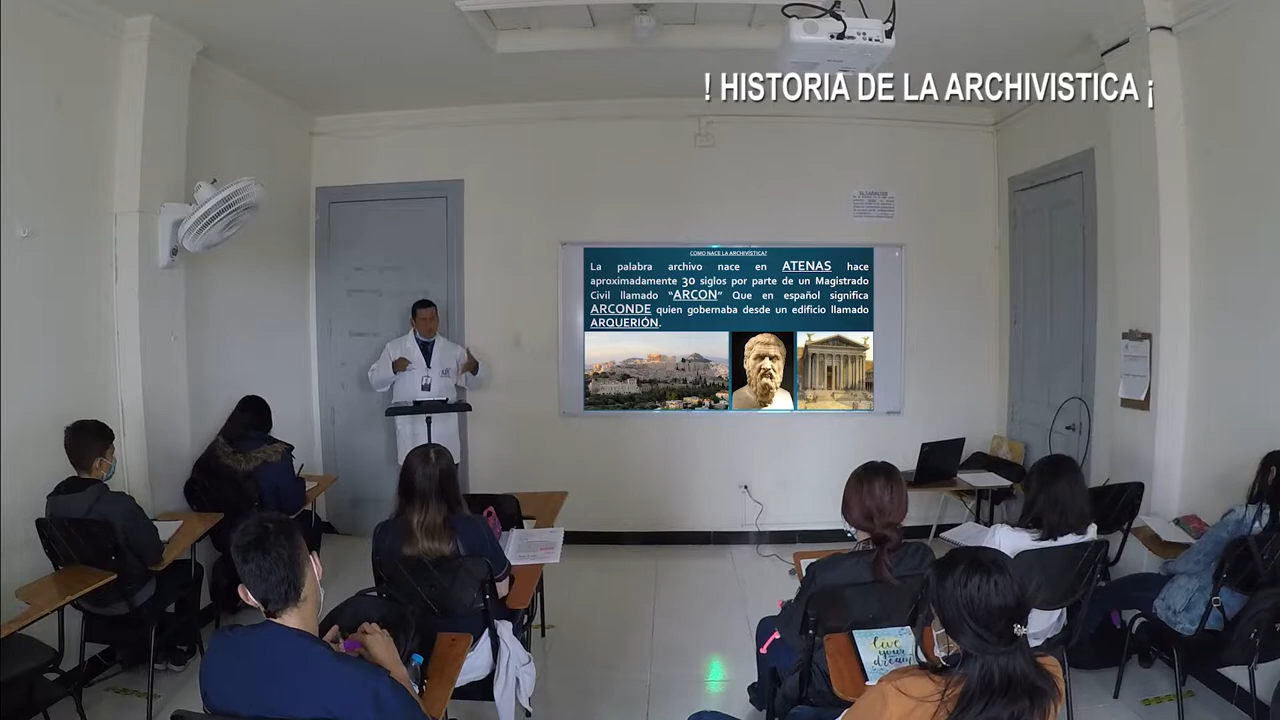 ! HISTORIA DE LA ARCHIVISTICA ¡
COMO NACE LA ARCHIVÍSTICA?
La palabra archivo nace en ATENAS hace
aproximadamente 30 siglos por parte de un Magistrado
Civil llamado "ARCON" Que en español significa
ARCONDE quien gobernaba desde un edificio llamado
ARQUERIÓN.
Live
your
dream